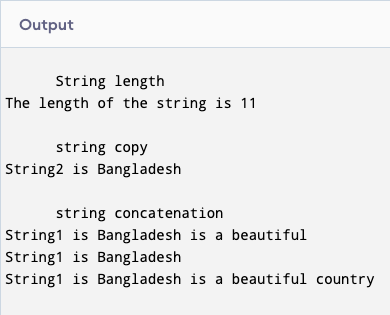 Output
String length
The length of the string is 11
string copy
String2 is Bangladesh
string concatenation
String1 is Bangladesh is a beautiful
String1 is Bangladesh
String1 is Bangladesh is a beautiful country